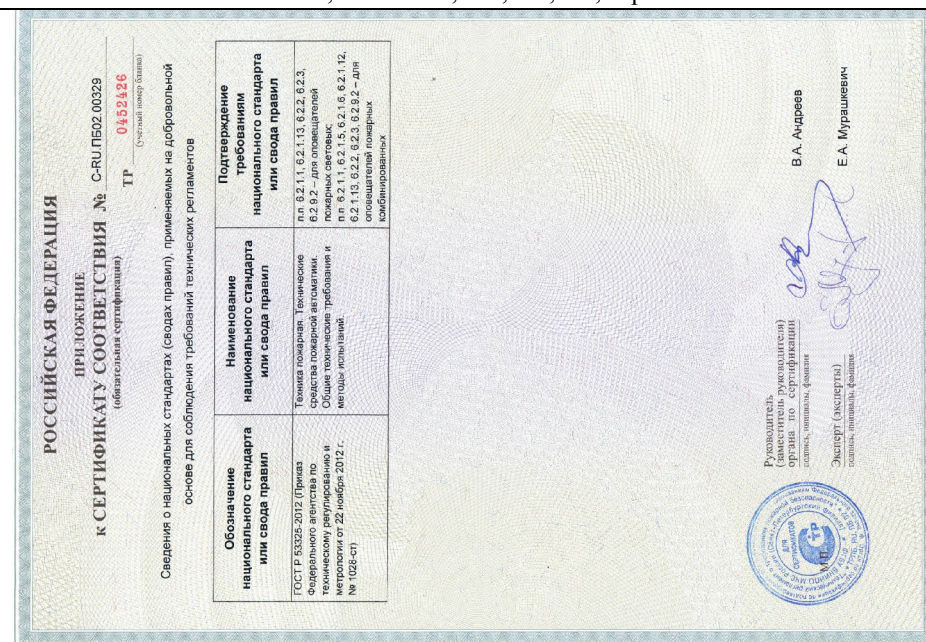 РОССИЙСКАЯ ФЕДЕРАЦИЯ
ПРИЛОЖЕНИЕ
к СЕРТИФИКАТУ СООТВЕТСТВИЯ № C-RU.ПБ02.00329
(обязательная сертификация)
ТР 0452426
(учетный номер бланка)
Сведения о национальных стандартах (сводах правил), применяемых на добровольной
основе для соблюдения требований технических регламентов
Обозначение
национального стандарта
или свода правил
Наименование
национального стандарта
или свода правил
Подтверждение
требованиям
национального стандарта
или свода правил
ГОСТ Р 53325-2012 (Приказ
Федерального агентства по
техническому регулированию и
метрологии от 22 ноября 2012 г.
№ 1028-ст)
Техника пожарная. Технические
средства пожарной автоматики.
Общие технические требования и
методы испытаний.
п.п. 6.2.1.1, 6.2.1.13, 6.2.2, 6.2.3,
6.2.9.2 – для оповещателей
пожарных световых;
п.п. 6.2.1.1, 6.2.1.5, 6.2.1.6, 6.2.1.12,
6.2.1.13, 6.2.2, 6.2.3, 6.2.9.2 – для
оповещателей пожарных
комбинированных
Руководитель
(заместитель руководителя)
органа по сертификации
подпись, инициалы, фамилия
В.А. Андреев
Эксперт (эксперты)
подпись, инициалы, фамилия
Е.А. Мурашкевич
М.П.
ДЛЯ
СЕРТИФИКАТОВ